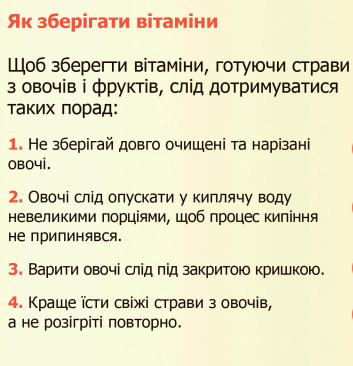 Як зберігати вітаміни
Щоб зберегти вітаміни, готуючи страви
з овочів і фруктів, слід дотримуватися
таких порад:
1. Не зберігай довго очищені та нарізані
овочі.
2. Овочі слід опускати у киплячу воду
невеликими порціями, щоб процес кипіння
не припинявся.
3. Варити овочі слід під закритою кришкою.
4. Краще їсти свіжі страви з овочів,
а не розігріті повторно.